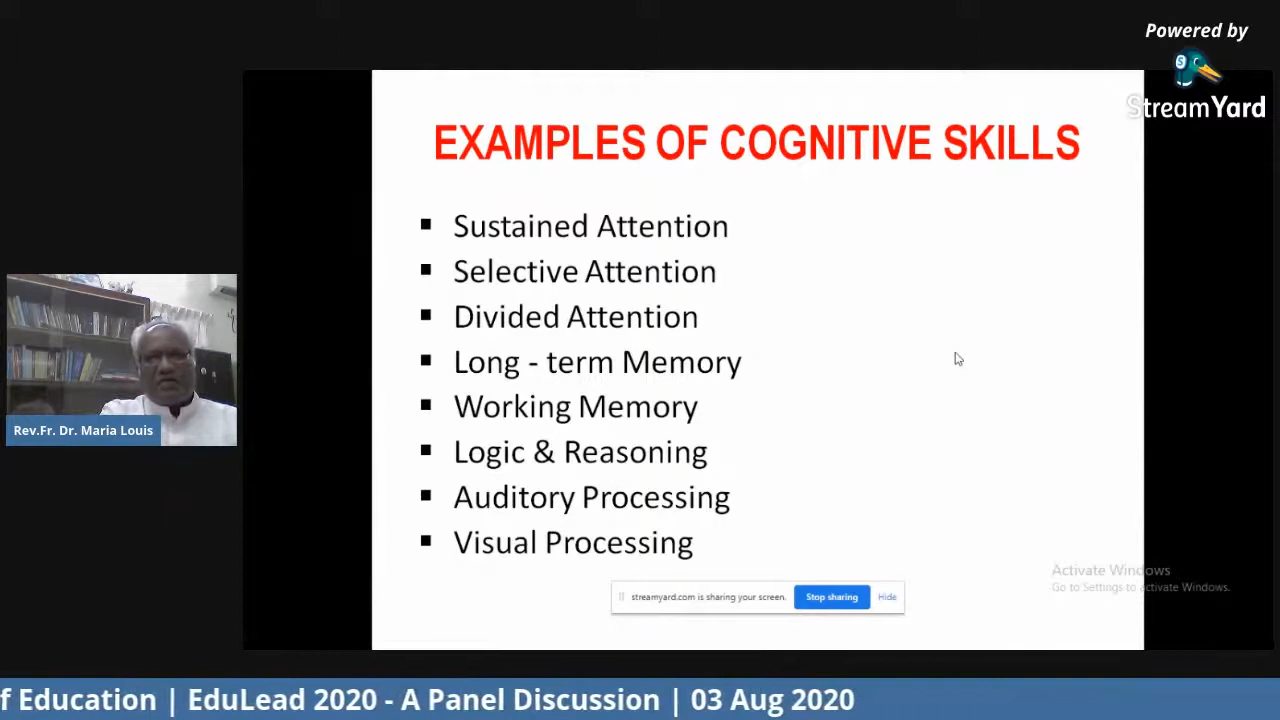 Powered by
StreamYard
EXAMPLES OF COGNITIVE SKILLS
▪ Sustained Attention
▪ Selective Attention
▪ Divided Attention
▪ Long - term Memory
▪ Working Memory
▪ Logic & Reasoning
▪ Auditory Processing
▪ Visual Processing
Rev.Fr. Dr. Maria Louis
Activate Windows
Go to Settings to activate Windows.
streamyard.com is sharing your screen. Stop sharing Hide
f Education | EduLead 2020 - A Panel Discussion | 03 Aug 2020